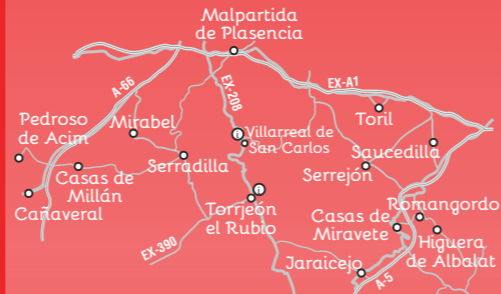 Malpartida
de Plasencia
A-66
EX-208
EX-A1
Pedroso
de Acim
Mirabel
i Villarreal de
San Carlos
Toril
Saucedilla
Serradilla
Serrejón
Casas de
Millán
Cañaveral
i
Torrjeón
el Rubio
Romangordo
Casas de
Miravete
Higuera
de Albalat
EX-390
Jaraicejo
A-5